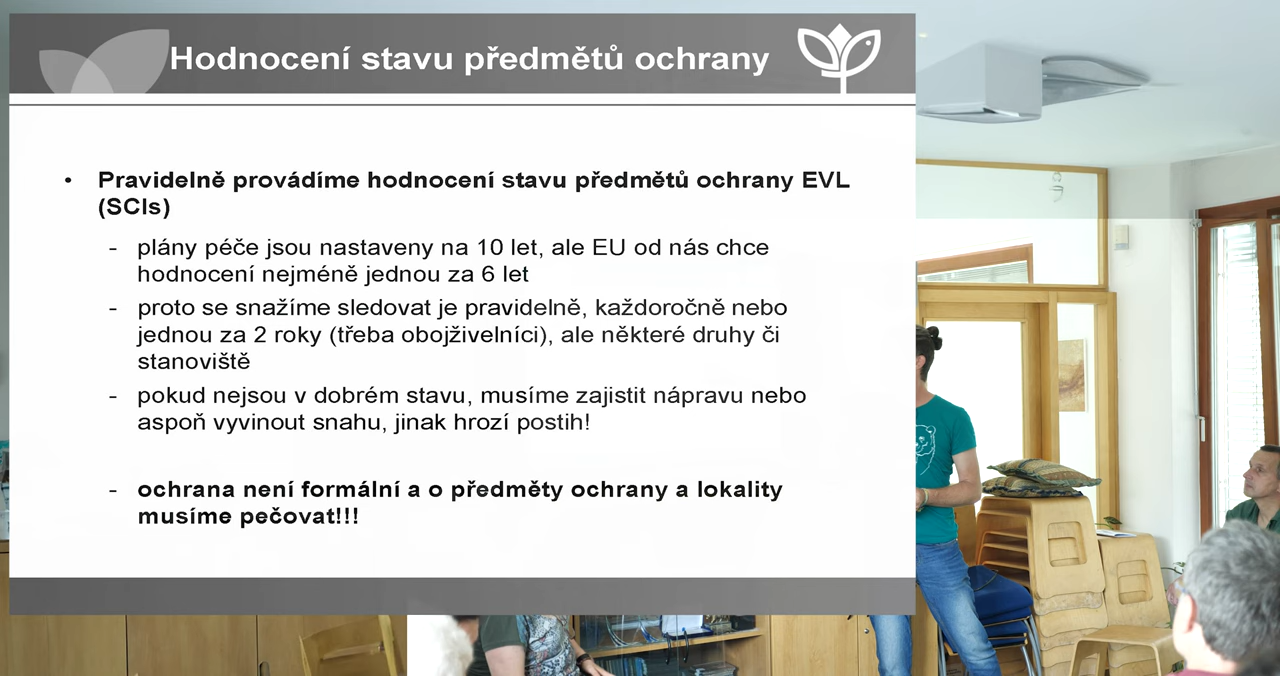 Hodnocení stavu předmětů ochrany
• Pravidelně provádíme hodnocení stavu předmětů ochrany EVL
(SCIs)
- plány péče jsou nastaveny na 10 let, ale EU od nás chce
hodnocení nejméně jednou za 6 let
- proto se snažíme sledovat je pravidelně, každoročně nebo
jednou za 2 roky (třeba obojživelníci), ale některé druhy či
stanoviště
- pokud nejsou v dobrém stavu, musíme zajistit nápravu nebo
aspoň vyvinout snahu, jinak hrozí postih!
- ochrana není formální a o předměty ochrany a lokality
musíme pečovat!!!